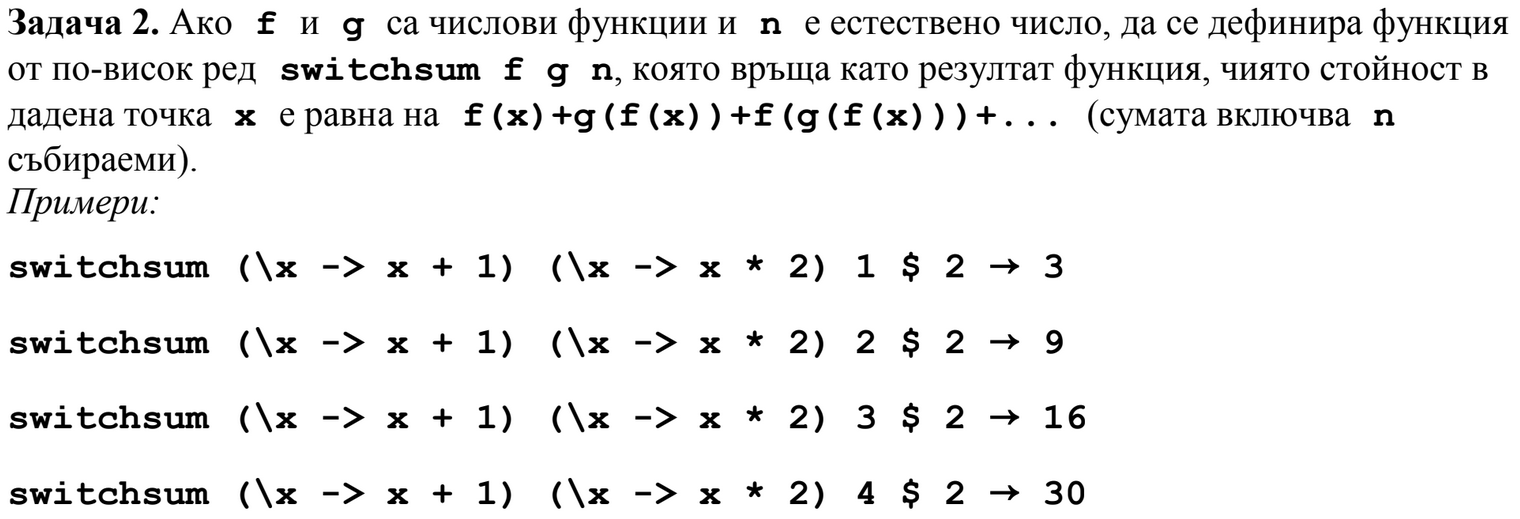 Задача 2. Ако f и g са числови функции и n е естествено число, да се дефинира функция
от по-висок ред switchsum f g n, която връща като резултат функция, чиято стойност в
дадена точка x е равна на f(x)+g(f(x))+f(g(f(x)))+... (сумата включва n
събираеми).
Примери:
switchsum (\x -> x + 1) (\x -> x * 2) 1 $ 2 → 3
switchsum (\x -> x + 1) (\x -> x * 2) 2 $ 2 → 9
switchsum (\x -> x + 1) (\x -> x * 2) 3 $ 2 → 16
switchsum (\x -> x + 1) (\x -> x * 2) 4 $ 2 → 30